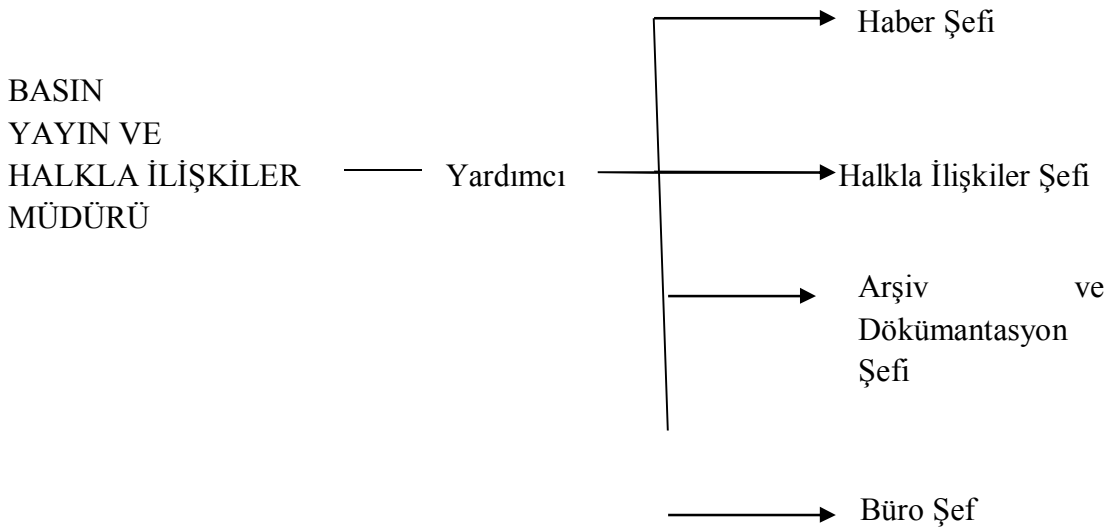 BASIN
YAYIN VE
HALKLA İLİŞKİLER
MÜDÜRÜ
Yardımcı
Haber Şefi
Halkla İlişkiler Şefi
Arşiv ve
Dökümantasyon
Şefi
Büro Şef